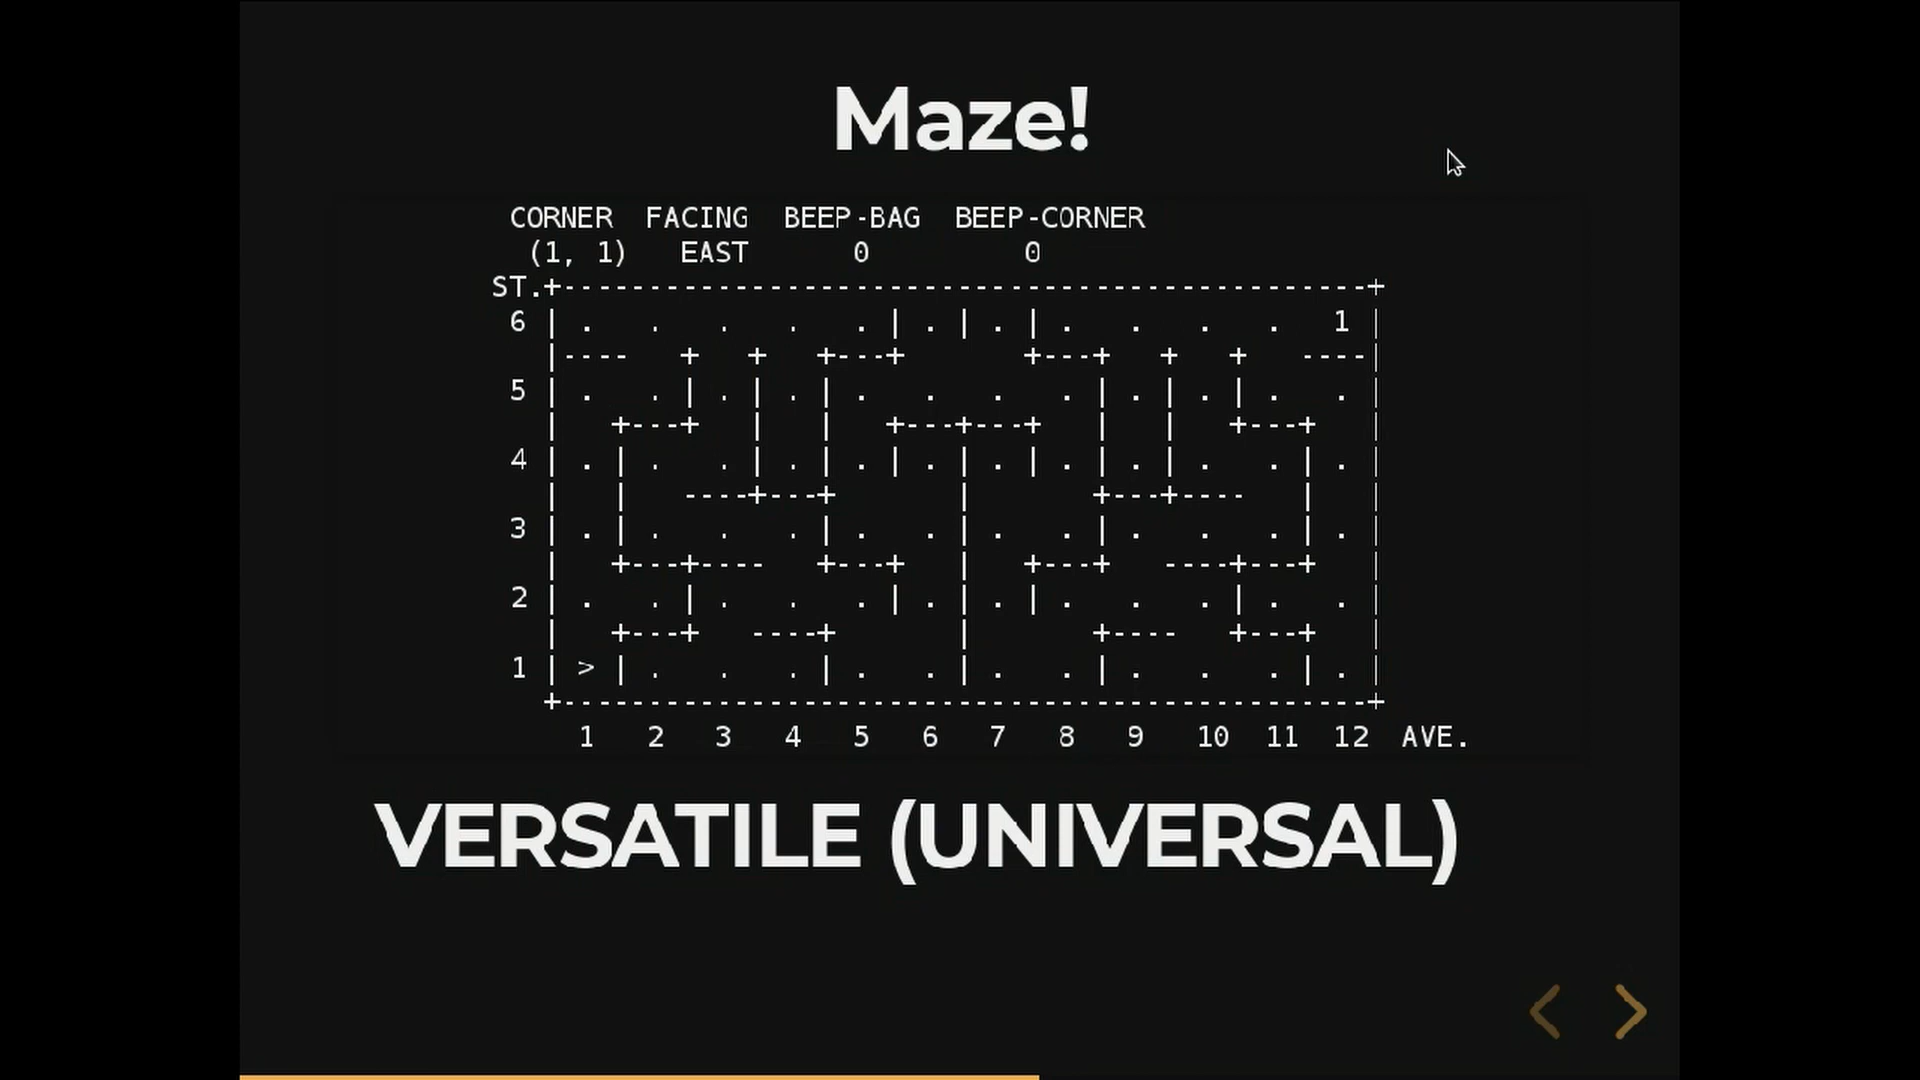 Maze!
CORNER  FACING  BEEP-BAG  BEEP-CORNER
(1, 1)   EAST      0         0
ST.+-----------------------------------------------+
6 | .   .   .   .   .| .| .| .   .   .   .   1 |
|----   +   +   +---+       +---+   +   +   ----|
5 | .   .| .| .| .   .   .   .| .| .| .   . |
|   +---+   |   |   +---+---+   |   |   +---+   |
4 | .| .   .| .| .| .| .| .| .| .   .| . |
|   |   ----+---+       |       +---+----   |   |
3 | .| .   .   .| .   .| .   .| .   .   .| . |
|   +---+----   +---+   |   +---+   ----+---+   |
2 | .   .| .   .   .| .| .| .   .   .| .   . |
|   +---+   ----+       |       +----   +---+   |
1 | > | .   .   .| .   .| .   .| .   .   .| . |
+-----------------------------------------------+
1   2   3   4   5   6   7   8   9   10  11  12  AVE.
VERSATILE (UNIVERSAL)